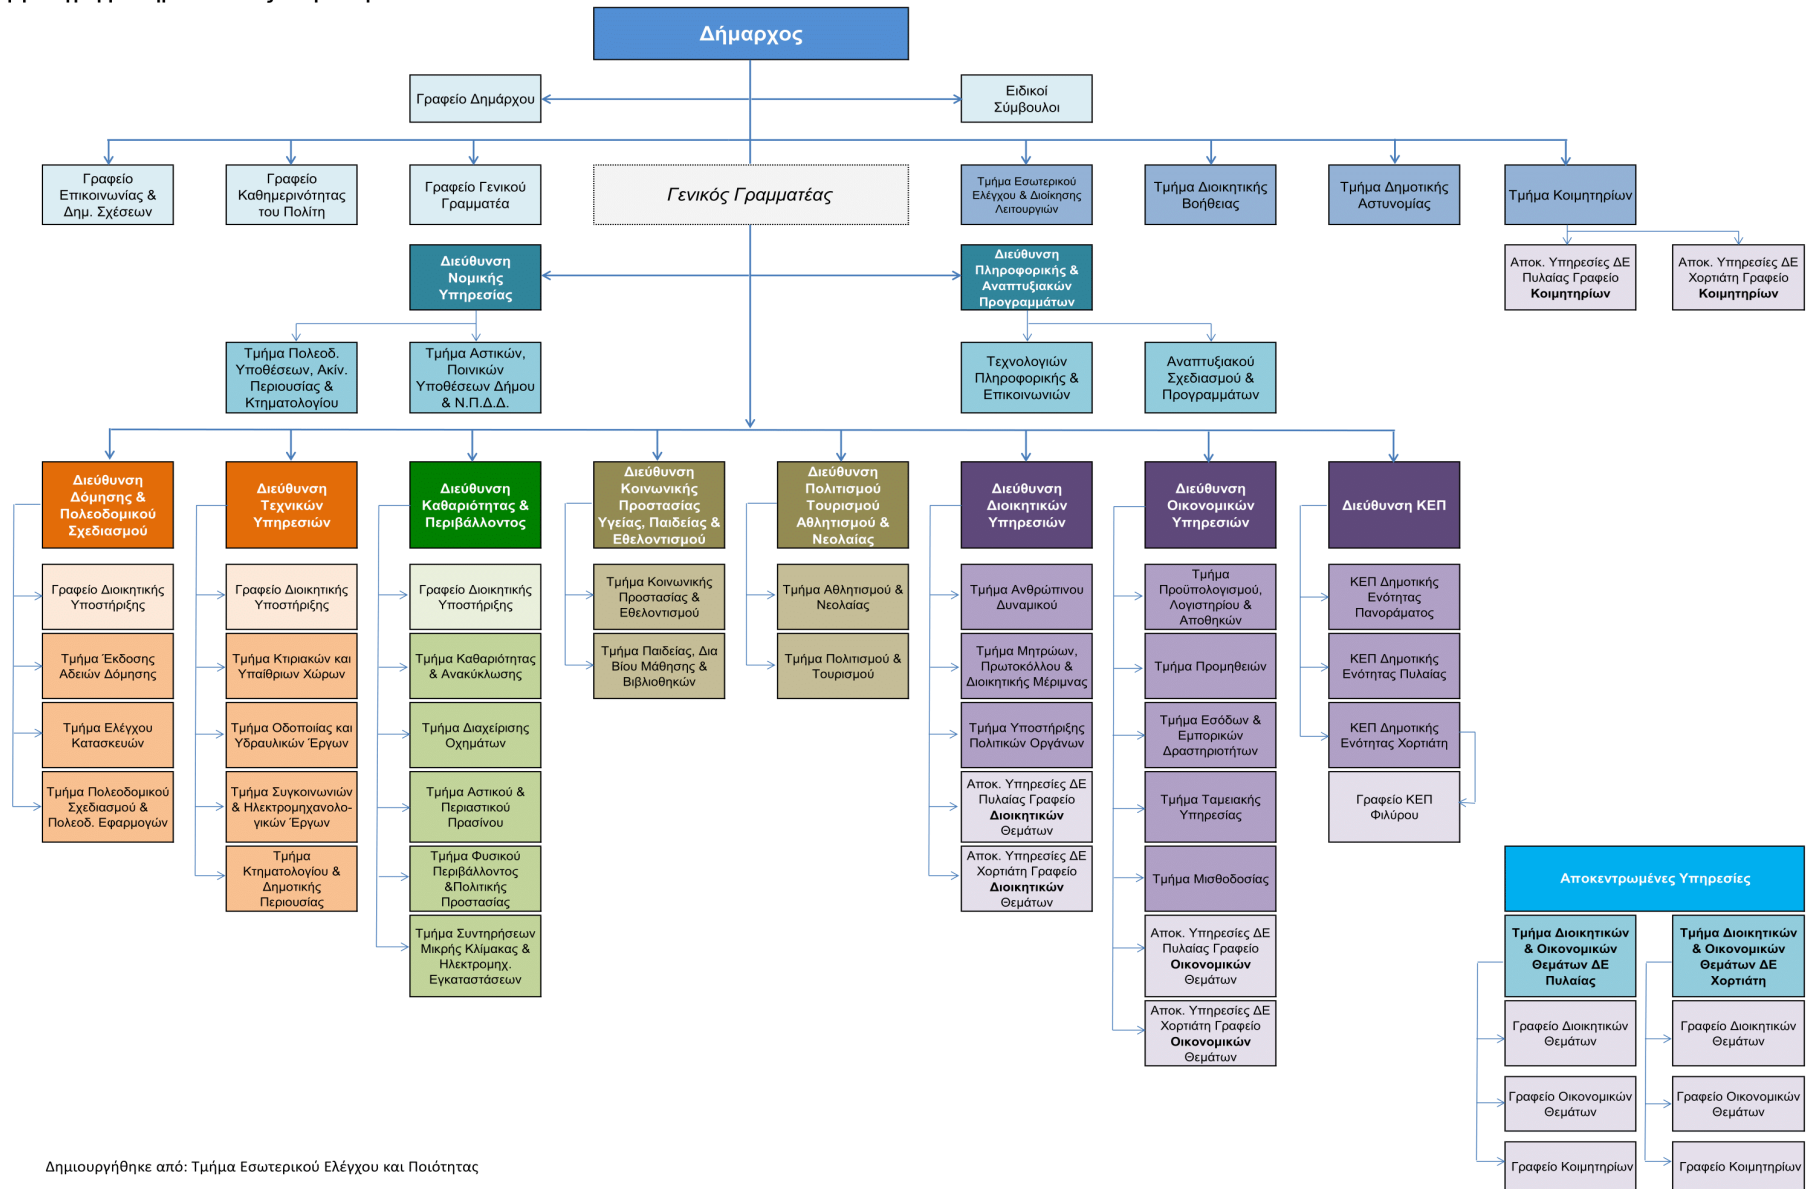 Δήμαρχος
Γραφείο Δημάρχου
Ειδικοί
Σύμβουλοι
Γραφείο
Επικοινωνίας &
Δημ. Σχέσεων
Γραφείο
Καθημερινότητας
του Πολίτη
Γραφείο Γενικού
Γραμματέα
Γενικός Γραμματέας
Τμήμα Εσωτερικού
Ελέγχου & Διοίκησης
Λειτουργιών
Τμήμα Διοικητικής
Βοήθειας
Τμήμα Δημοτικής
Αστυνομίας
Τμήμα Κοιμητηρίων
Διεύθυνση
Νομικής
Υπηρεσίας
Διεύθυνση
Πληροφορικής &
Αναπτυξιακών
Προγραμμάτων
Αποκ. Υπηρεσίες ΔΕ
Πυλαίας Γραφείο
Κοιμητηρίων
Αποκ. Υπηρεσίες ΔΕ
Χορτιάτη Γραφείο
Κοιμητηρίων
Τμήμα Πολεοδ.
Υποθέσεων, Ακίν.
Περιουσίας &
Κτηματολογίου
Τμήμα Αστικών,
Ποινικών
Υποθέσεων Δήμου
& Ν.Π.Δ.Δ.
Τεχνολογιών
Πληροφορικής &
Επικοινωνιών
Αναπτυξιακού
Σχεδιασμού &
Προγραμμάτων
Διεύθυνση
Δόμησης &
Πολεοδομικού
Σχεδιασμού
Διεύθυνση
Τεχνικών
Υπηρεσιών
Διεύθυνση
Καθαριότητας &
Περιβάλλοντος
Διεύθυνση
Κοινωνικής
Προστασίας
Υγείας, Παιδείας &
Εθελοντισμού
Διεύθυνση
Πολιτισμού
Τουρισμού
Αθλητισμού &
Νεολαίας
Διεύθυνση
Διοικητικών
Υπηρεσιών
Διεύθυνση
Οικονομικών
Υπηρεσιών
Διεύθυνση ΚΕΠ
Γραφείο Διοικητικής
Υποστήριξης
Τμήμα Έκδοσης
Αδειών Δόμησης
Τμήμα Ελέγχου
Κατασκευών
Τμήμα Πολεοδομικού
Σχεδιασμού &
Πολεοδ. Εφαρμογών
Γραφείο Διοικητικής
Υποστήριξης
Τμήμα Κτιριακών και
Υπαίθριων Χώρων
Τμήμα Οδοποιίας και
Υδραυλικών Έργων
Τμήμα Συγκοινωνιών
& Ηλεκτρομηχανολο-
γικών Έργων
Τμήμα
Κτηματολογίου &
Δημοτικής
Περιουσίας
Γραφείο Διοικητικής
Υποστήριξης
Τμήμα Καθαριότητας
& Ανακύκλωσης
Τμήμα Διαχείρισης
Οχημάτων
Τμήμα Αστικού &
Περιαστικού
Πρασίνου
Τμήμα Φυσικού
Περιβάλλοντος
&Πολιτικής
Προστασίας
Τμήμα Συντηρήσεων
Μικρής Κλίμακας &
Ηλεκτρομηχ.
Εγκαταστάσεων
Τμήμα Κοινωνικής
Προστασίας &
Εθελοντισμού
Τμήμα Παιδείας, Δια
Βίου Μάθησης &
Βιβλιοθηκών
Τμήμα Αθλητισμού &
Νεολαίας
Τμήμα Πολιτισμού &
Τουρισμού
Τμήμα Ανθρώπινου
Δυναμικού
Τμήμα Μητρώων,
Πρωτοκόλλου &
Διοικητικής Μέριμνας
Τμήμα Υποστήριξης
Πολιτικών Οργάνων
Αποκ. Υπηρεσίες ΔΕ
Πυλαίας Γραφείο
Διοικητικών
Θεμάτων
Αποκ. Υπηρεσίες ΔΕ
Χορτιάτη Γραφείο
Διοικητικών
Θεμάτων
Τμήμα
Προϋπολογισμού,
Λογιστηρίου &
Αποθηκών
Τμήμα Προμηθειών
Τμήμα Εσόδων &
Εμπορικών
Δραστηριοτήτων
Τμήμα Ταμειακής
Υπηρεσίας
Τμήμα Μισθοδοσίας
Αποκ. Υπηρεσίες ΔΕ
Πυλαίας Γραφείο
Οικονομικών
Θεμάτων
Αποκ. Υπηρεσίες ΔΕ
Χορτιάτη Γραφείο
Οικονομικών
Θεμάτων
ΚΕΠ Δημοτικής
Ενότητας
Πανοράματος
ΚΕΠ Δημοτικής
Ενότητας Πυλαίας
ΚΕΠ Δημοτικής
Ενότητας Χορτιάτη
Γραφείο ΚΕΠ
Φιλύρου
Αποκεντρωμένες Υπηρεσίες
Τμήμα Διοικητικών
& Οικονομικών
Θεμάτων ΔΕ
Πυλαίας
Γραφείο Διοικητικών
Θεμάτων
Γραφείο Οικονομικών
Θεμάτων
Γραφείο Κοιμητηρίων
Τμήμα Διοικητικών
& Οικονομικών
Θεμάτων ΔΕ
Χορτιάτη
Γραφείο Διοικητικών
Θεμάτων
Γραφείο Οικονομικών
Θεμάτων
Γραφείο Κοιμητηρίων
Δημιουργήθηκε από: Τμήμα Εσωτερικού Ελέγχου και Ποιότητας